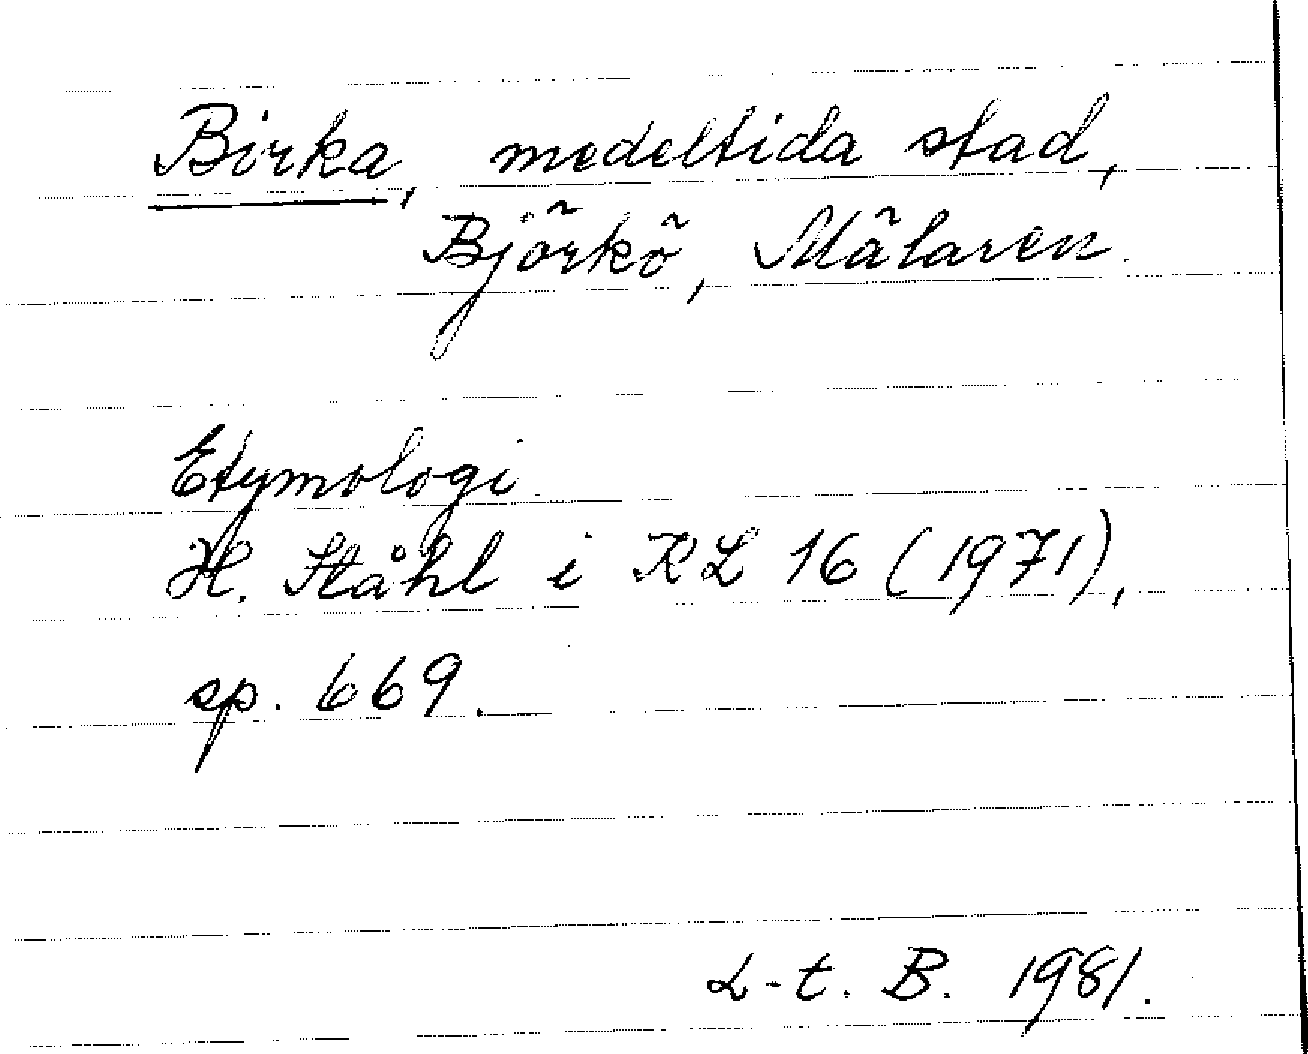 Birka, medeltida stad,
Björkö, Mälaren.
Etymologi.
H. Ståhl i KL 16 (1971),
sp. 669.
L-t. B. 1981.